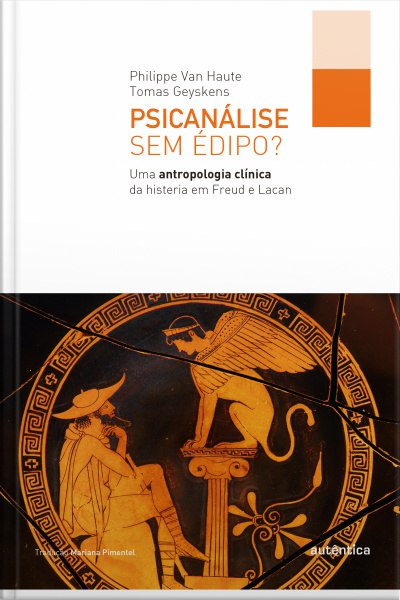 Philippe Van Haute
Tomas Geyskens
PSICANÁLISE
SEM ÉDIPO?
Uma antropologia clínica
da histeria em Freud e Lacan
Tradução Mariana Pimentel
autêntica